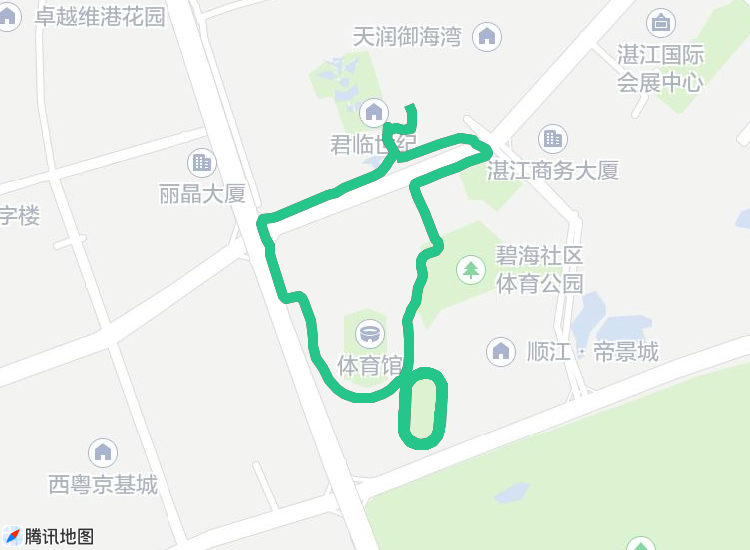 卓越维港花园
天润御海湾
湛江国际
会展中心
君临世纪
湛江商务大厦
丽晶大厦
字楼
碧海社区
体育公园
体育馆
顺江·帝景城
西粤京基城
腾讯地图